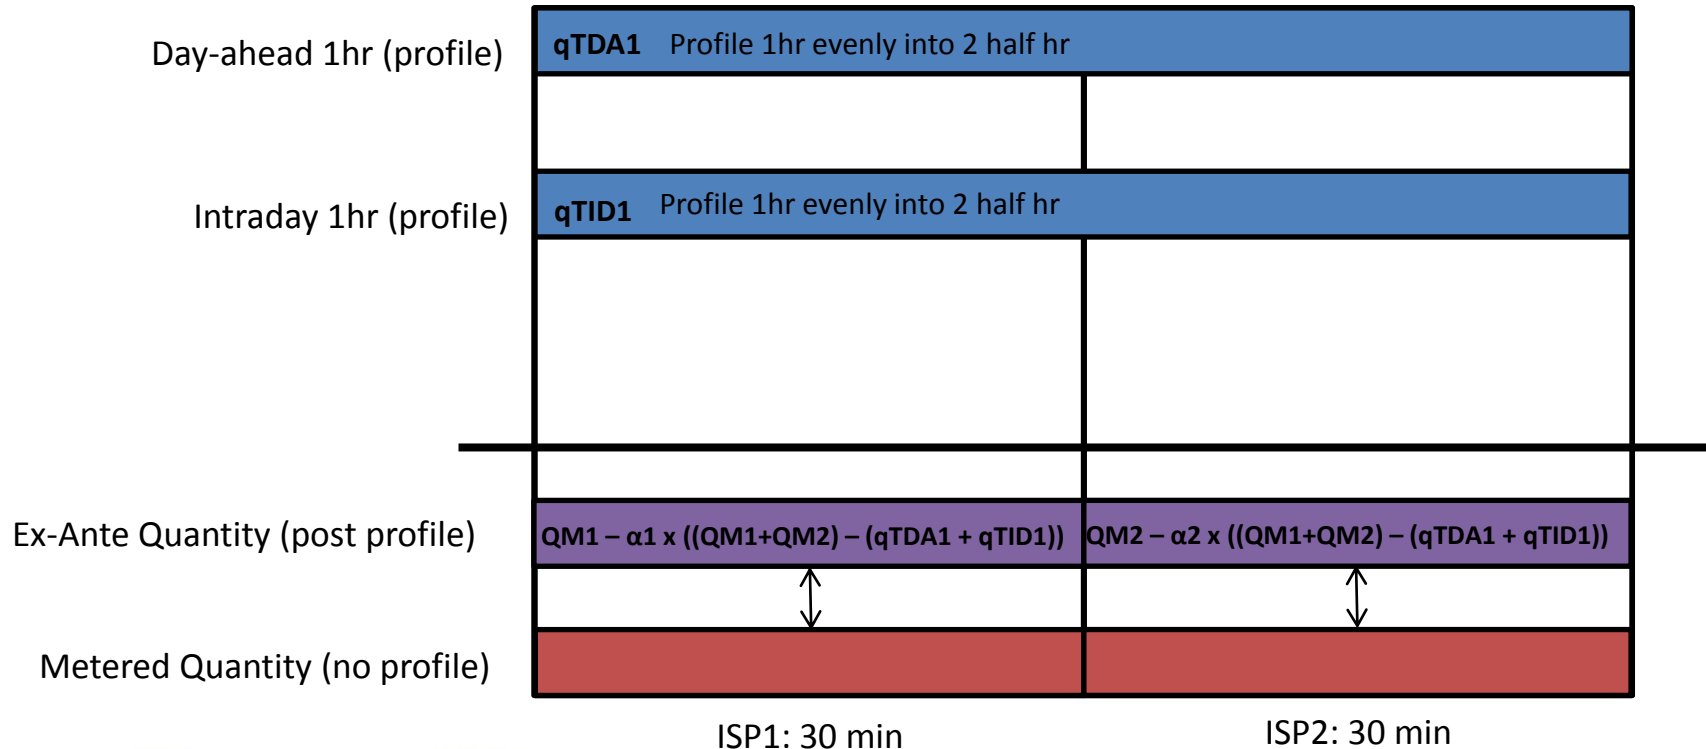 Day-ahead 1hr (profile)
qTDA1 Profile 1hr evenly into 2 half hr
Intraday 1hr (profile)
qTID1 Profile 1hr evenly into 2 half hr
Ex-Ante Quantity (post profile)
QM1 – α1 x ((QM1+QM2) – (qTDA1 + qTID1))
QM2 – α2 x ((QM1+QM2) – (qTDA1 + qTID1))
Metered Quantity (no profile)
ISP1: 30 min
ISP2: 30 min